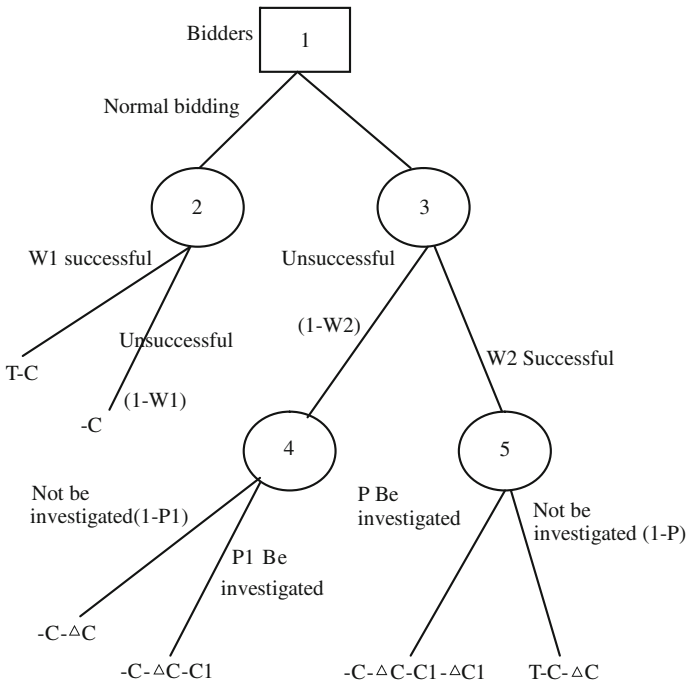 Bidders
1
Normal bidding
2
3
W1 successful
Unsuccessful
Unsuccessful
(1-W2)
T-C
W2 Successful
(1-W1)
-C
4
5
Not be
investigated(1-P1)
P Be
investigated
Not be
investigated (1-P)
P1 Be
investigated
-C-△C
-C-△C-C1
-C-△C-C1-△C1
T-C-△C